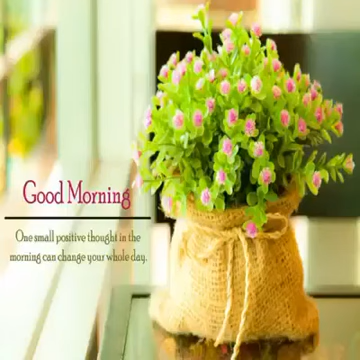 Good Morning
One small positive thought in the
morning can change your whole day.